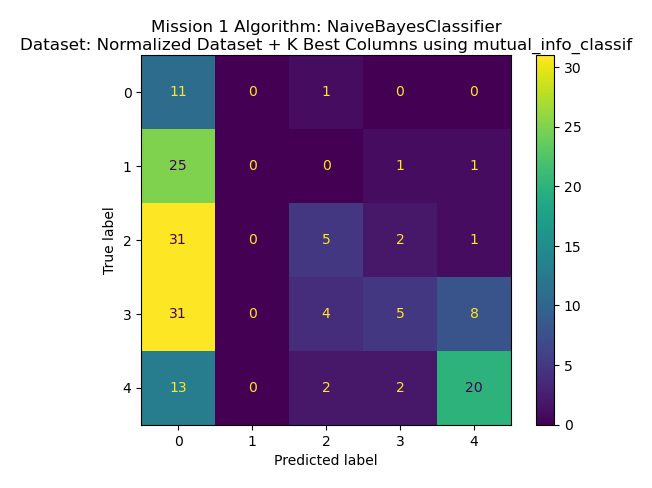 Mission 1 Algorithm: NaiveBayesClassifier
Dataset: Normalized Dataset + K Best Columns using mutual_info_classif
0 11 0 1 0 0
1 25 0 0 1 1
2 31 0 5 2 1
3 31 0 4 5 8
4 13 0 2 2 20
0 1 2 3 4
Predicted label
True label
30
25
20
15
10
5
0